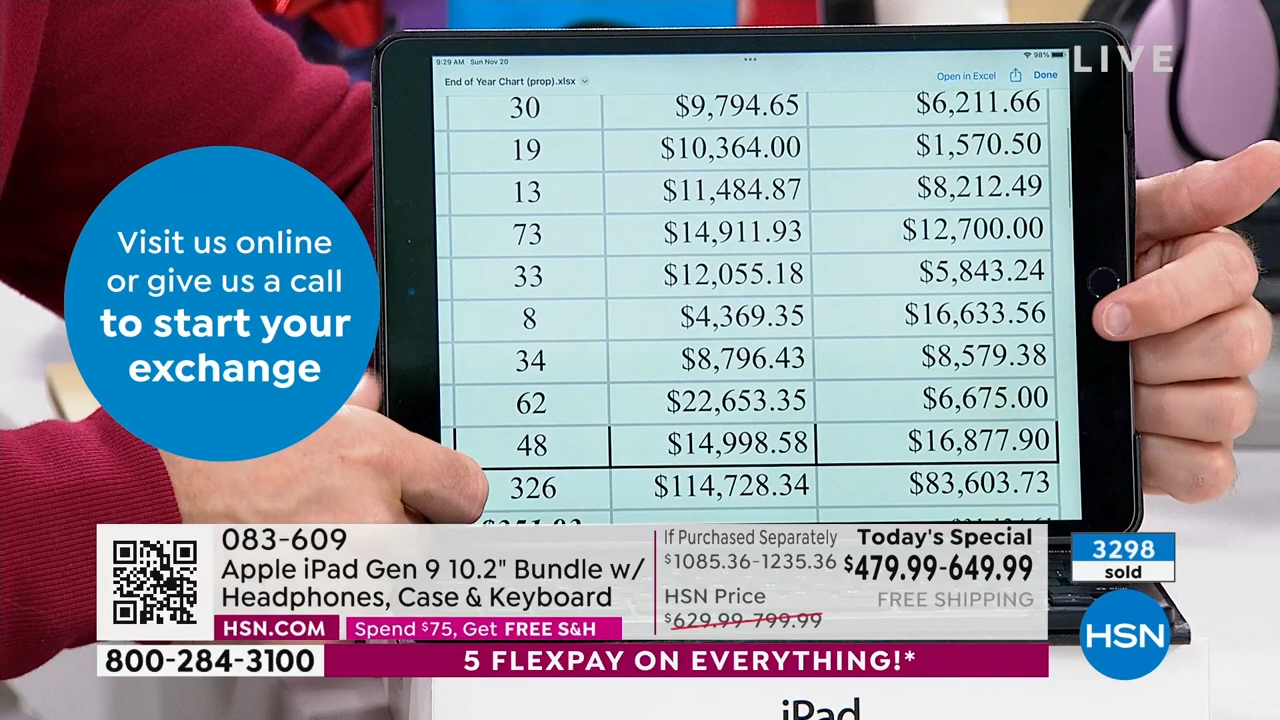 LIVE
9:29 AM Sun Nov 20
98%
End of Year Chart (prop).xlsx
Open in Excel
Done
30 $9,794.65 $6,211.66
19 $10,364.00 $1,570.50
13 $11,484.87 $8,212.49
73 $14,911.93 $12,700.00
33 $12,055.18 $5,843.24
8 $4,369.35 $16,633.56
34 $8,796.43 $8,579.38
62 $22,653.35 $6,675.00
48 $14,998.58 $16,877.90
326 $114,728.34 $83,603.73
Visit us online
or give us a call
to start your
exchange
083-609
Apple iPad Gen 9 10.2" Bundle w/
Headphones, Case & Keyboard
HSN.COM
Spend $75, Get FREE S&H
If Purchased Separately
$1085.36-1235.36
HSN Price
$629.99-799.99
Today's Special
$479.99-649.99
FREE SHIPPING
3298
sold
HSN
800-284-3100
5 FLEXPAY ON EVERYTHING!*
iPad